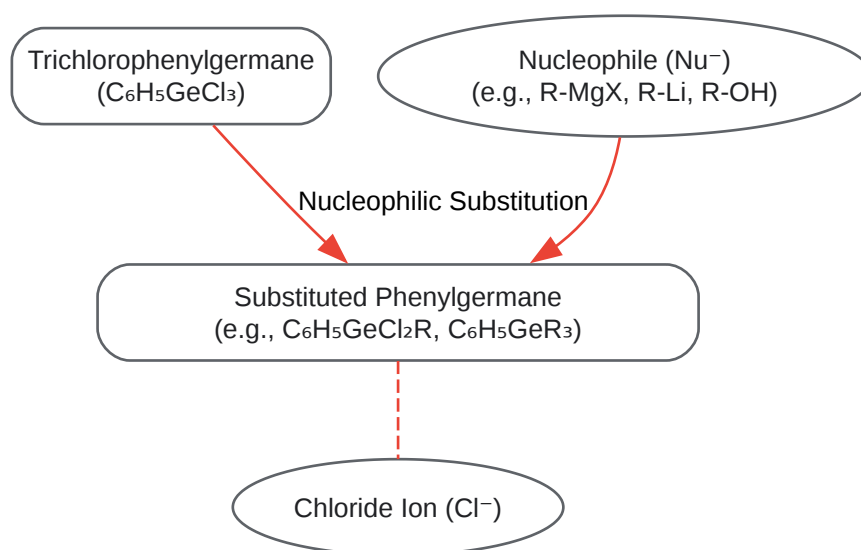 Trichlorophenylgermane
(C₆H₅GeCl₃)
Nucleophile (Nu⁻)
(e.g., R-MgX, R-Li, R-OH)
Nucleophilic Substitution
Substituted Phenylgermane
(e.g., C₆H₅GeCl₂R, C₆H₅GeR₃)
Chloride Ion (Cl⁻)